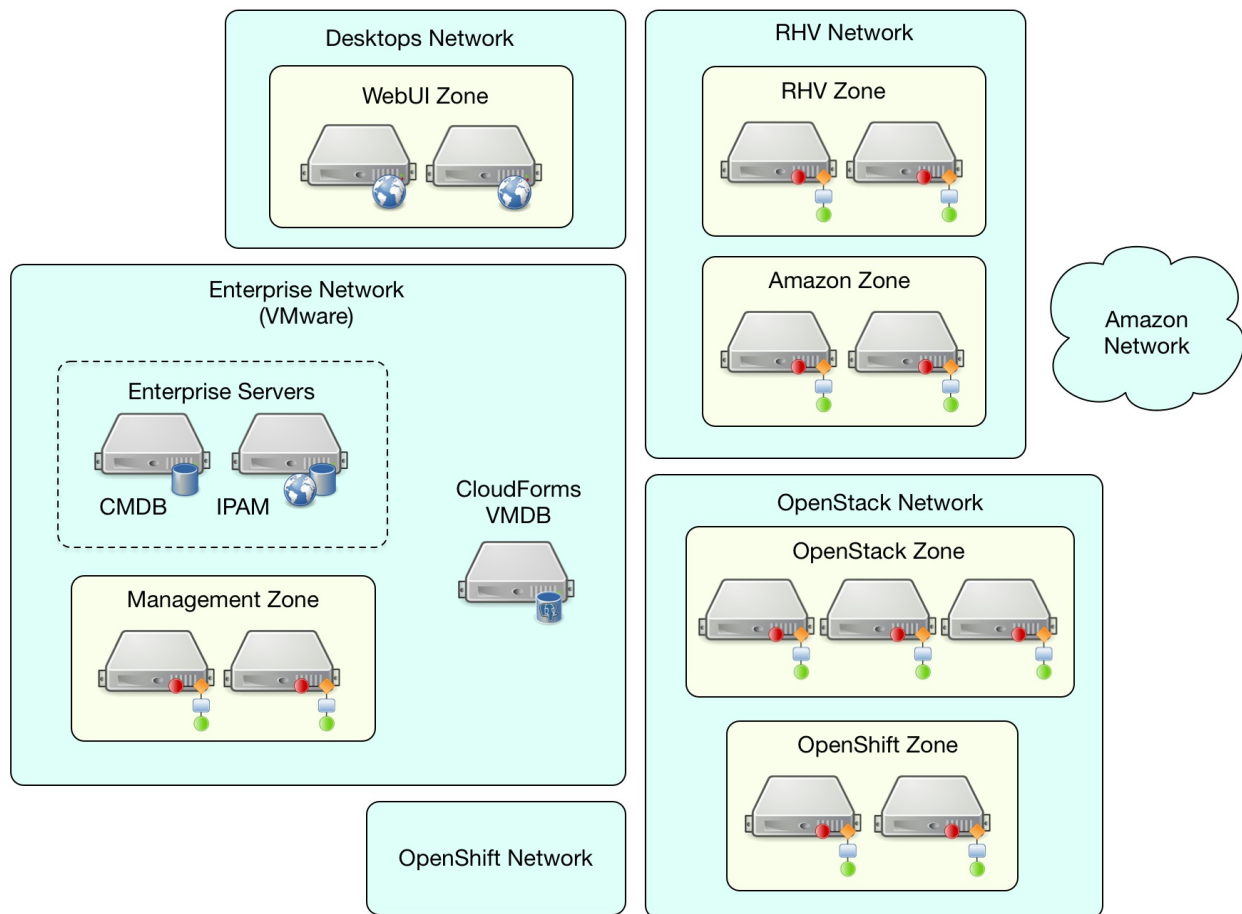 Desktops Network
WebUI Zone
RHV Network
RHV Zone
Amazon Zone
Amazon
Network
Enterprise Network
(VMware)
Enterprise Servers
CMDB
IPAM
CloudForms
VMDB
Management Zone
OpenStack Network
OpenStack Zone
OpenShift Zone
OpenShift Network